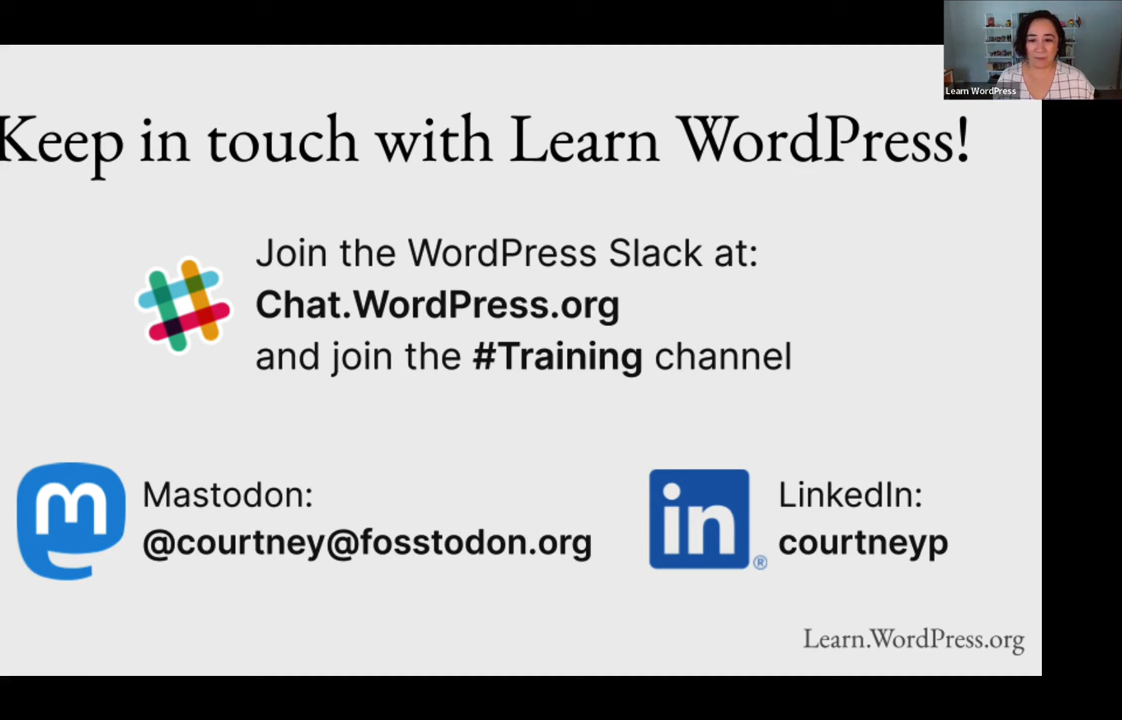 Learn WordPress
Keep in touch with Learn WordPress!
Join the WordPress Slack at:
Chat.WordPress.org
and join the #Training channel
Mastodon:
@courtney@fosstodon.org
in®
LinkedIn:
courtneyp
Learn.WordPress.org